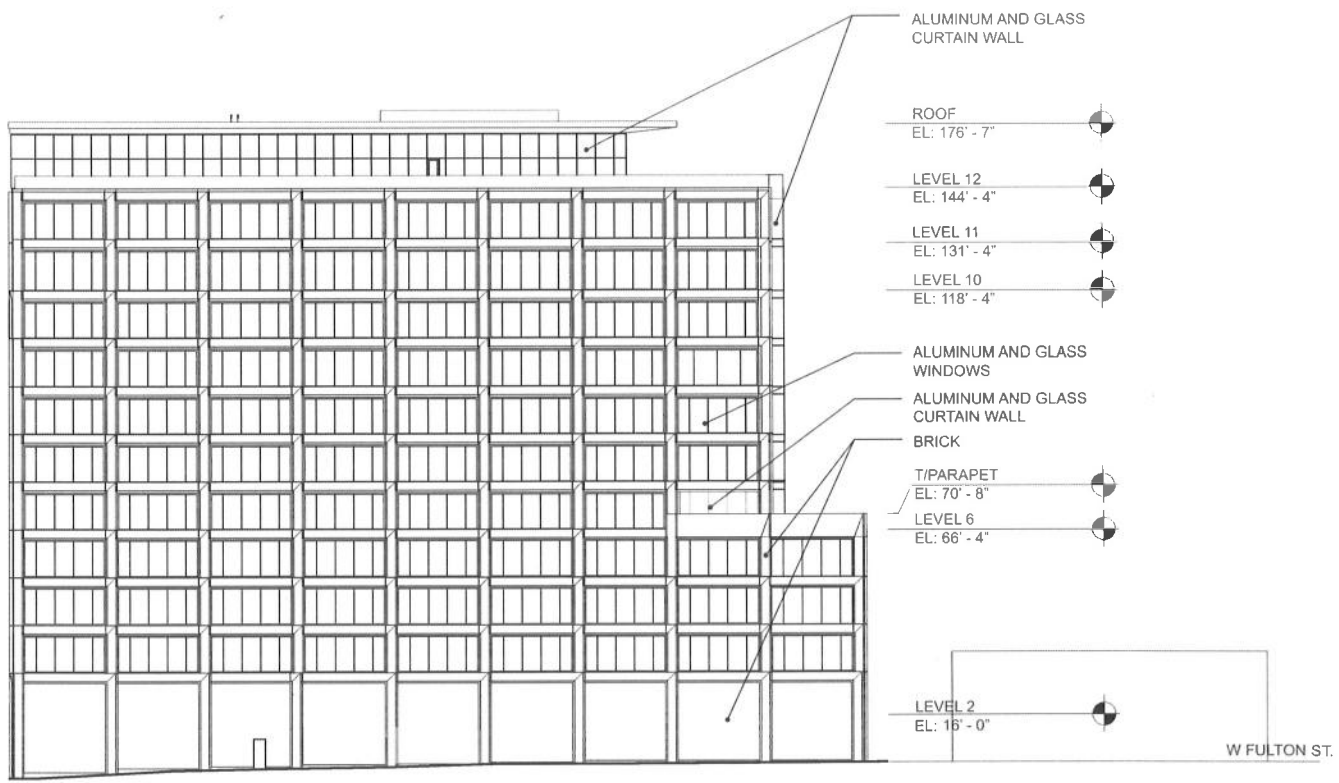 ALUMINUM AND GLASS
CURTAIN WALL
ROOF
EL: 176' - 7"
LEVEL 12
EL: 144' - 4"
LEVEL 11
EL: 131' - 4"
LEVEL 10
EL: 118' - 4"
ALUMINUM AND GLASS
WINDOWS
ALUMINUM AND GLASS
CURTAIN WALL
BRICK
T/PARAPET
EL: 70' - 8"
LEVEL 6
EL: 66' - 4"
LEVEL 2
EL: 16' - 0"
W FULTON ST.